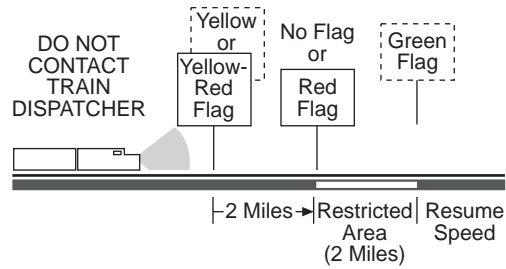 DO NOT
CONTACT
TRAIN
DISPATCHER
Yellow
or
Yellow-
Red
Flag
No Flag
or
Red
Flag
Green
Flag
2 Miles
Restricted
Area
(2 Miles)
Resume
Speed